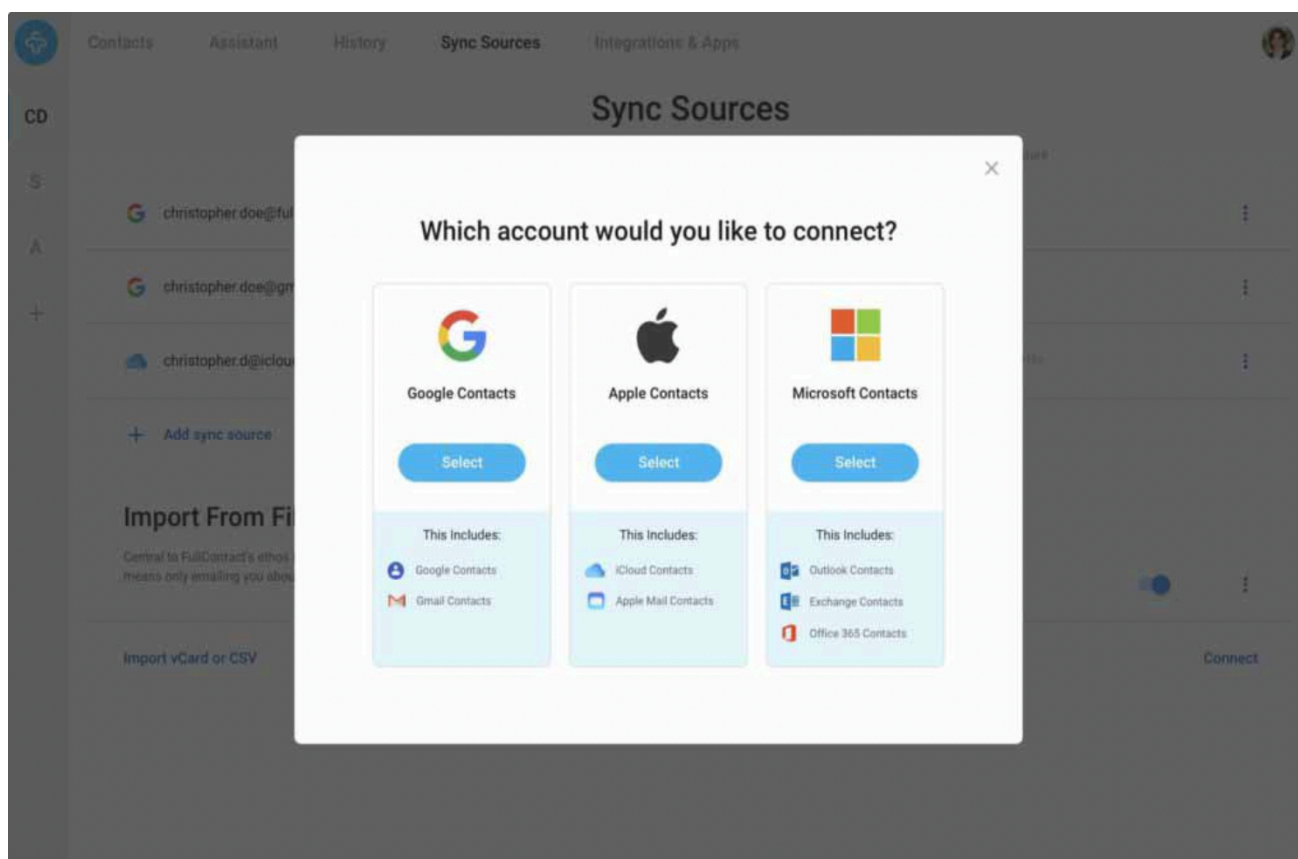 Contacts Assistant History Sync Sources Integrations & Apps
CD
S
A
Sync Sources
christopher.doe@ful
christopher.doe@gm
christopher.d@iclou
+ Add sync source
Import From Fi
Central to FullContact's ethos
means only emailing you abou
Import vCard or CSV
Connect
Which account would you like to connect?
Google Contacts
Select
This Includes:
Google Contacts
Gmail Contacts
Apple Contacts
Select
This Includes:
iCloud Contacts
Apple Mail Contacts
Microsoft Contacts
Select
This Includes:
Outlook Contacts
Exchange Contacts
Office 365 Contacts